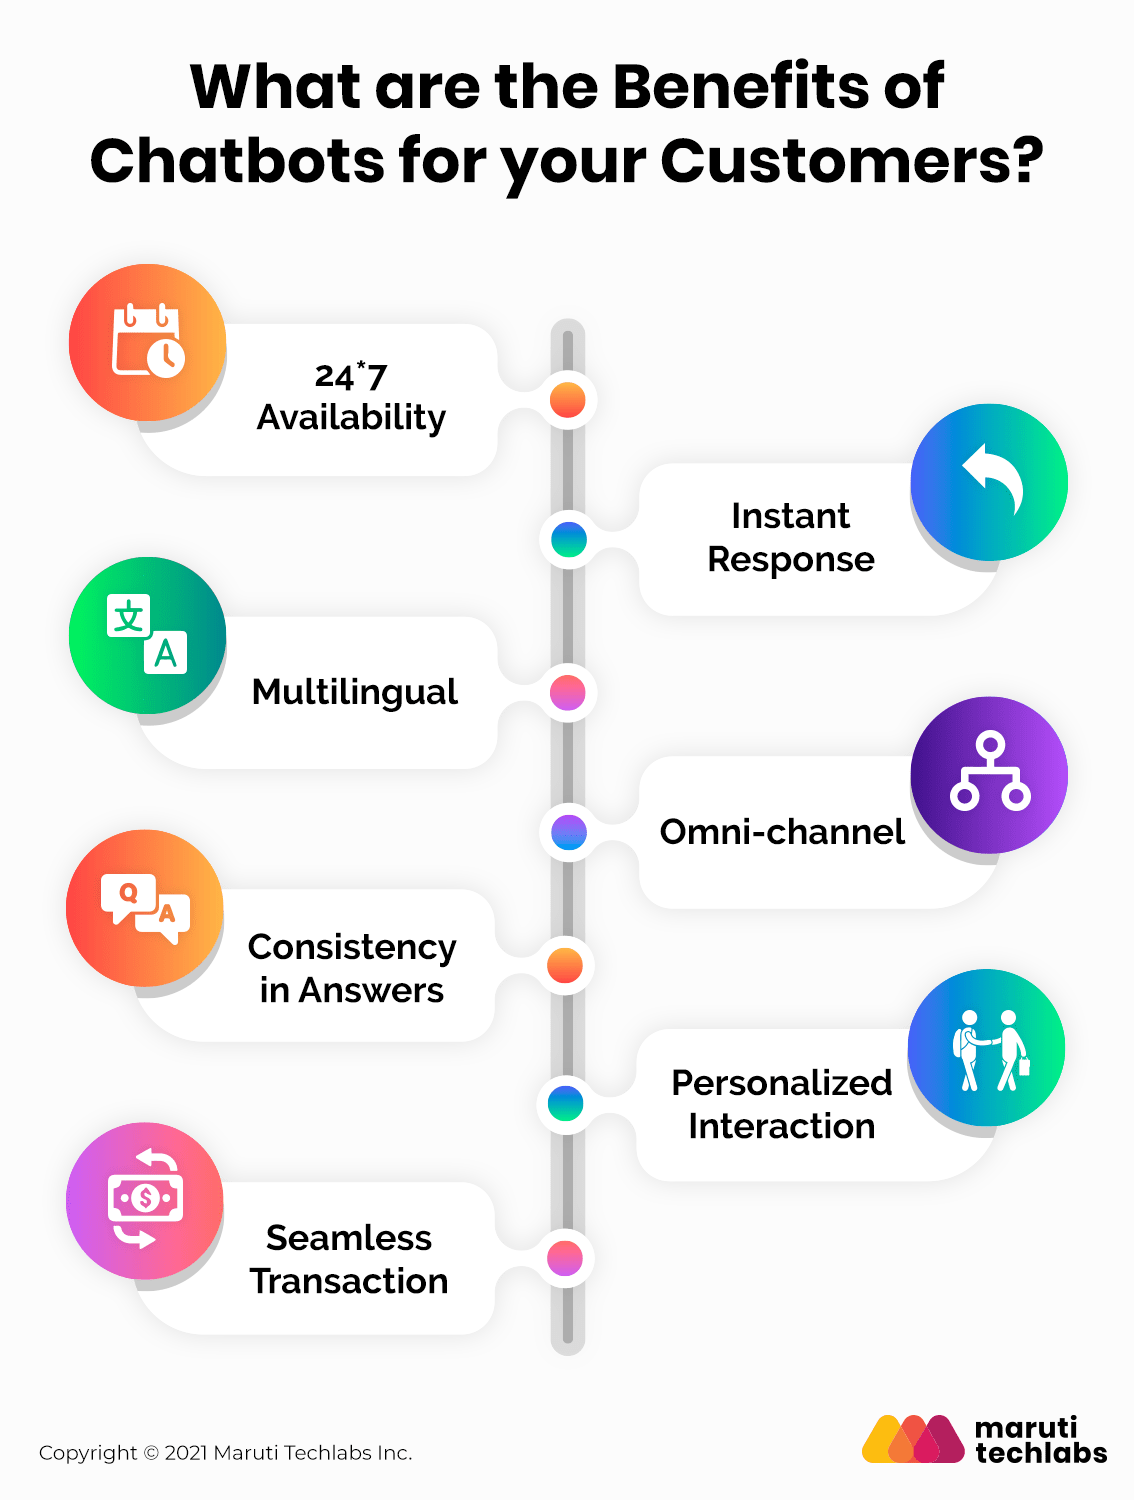 What are the Benefits of
Chatbots for your Customers?
24*7
Availability
Instant
Response
文
A
Multilingual
Omni-channel
Q
A
Consistency
in Answers
Personalized
Interaction
$
Seamless
Transaction
Copyright © 2021 Maruti Techlabs Inc.
maruti
techlabs